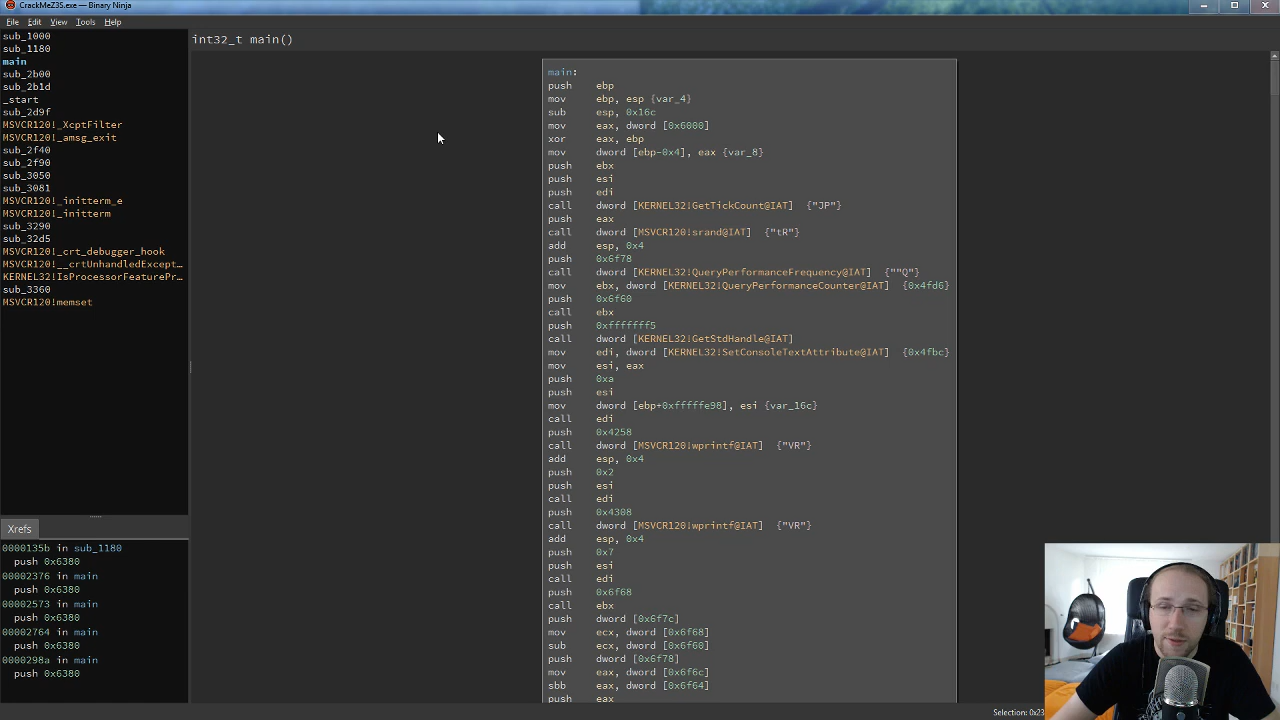 CrackMeZ3S.exe — Binary Ninja
File Edit View Tools Help
sub_1000
sub_1180
main
sub_2b00
sub_2b1d
_start
sub_2d9f
MSVCR120!_XcptFilter
MSVCR120!_amsg_exit
sub_2f40
sub_2f90
sub_3050
sub_3081
MSVCR120!_initterm_e
MSVCR120!_initterm
sub_3290
sub_32d5
MSVCR120!_crt_debugger_hook
MSVCR120!__crtUnhandledExcept…
KERNEL32!IsProcessorFeaturePr…
sub_3360
MSVCR120!memset
Xrefs
0000135b in sub_1180
push 0x6380
00002376 in main
push 0x6380
00002573 in main
push 0x6380
00002764 in main
push 0x6380
0000298a in main
push 0x6380
int32_t main()
main:
push ebp
mov ebp, esp {var_4}
sub esp, 0x16c
mov eax, dword [0x6000]
xor eax, ebp
mov dword [ebp-0x4], eax {var_8}
push ebx
push esi
push edi
call dword [KERNEL32!GetTickCount@IAT] {"JP"}
push eax
call dword [MSVCR120!srand@IAT] {"tR"}
add esp, 0x4
push 0x6f78
call dword [KERNEL32!QueryPerformanceFrequency@IAT] {""Q"}
mov ebx, dword [KERNEL32!QueryPerformanceCounter@IAT] {0x4fd6}
push 0x6f60
call ebx
push 0xfffffff5
call dword [KERNEL32!GetStdHandle@IAT]
mov edi, dword [KERNEL32!SetConsoleTextAttribute@IAT] {0x4fbc}
mov esi, eax
push 0xa
push esi
mov dword [ebp+0xfffffe98], esi {var_16c}
call edi
push 0x4258
call dword [MSVCR120!wprintf@IAT] {"VR"}
add esp, 0x4
push 0x2
push esi
call edi
push 0x4308
call dword [MSVCR120!wprintf@IAT] {"VR"}
add esp, 0x4
push 0x7
push esi
call edi
push 0x6f68
call ebx
push dword [0x6f7c]
mov ecx, dword [0x6f68]
sub ecx, dword [0x6f60]
push dword [0x6f78]
mov eax, dword [0x6f6c]
sbb eax, dword [0x6f64]
push eax
Selection: 0x23